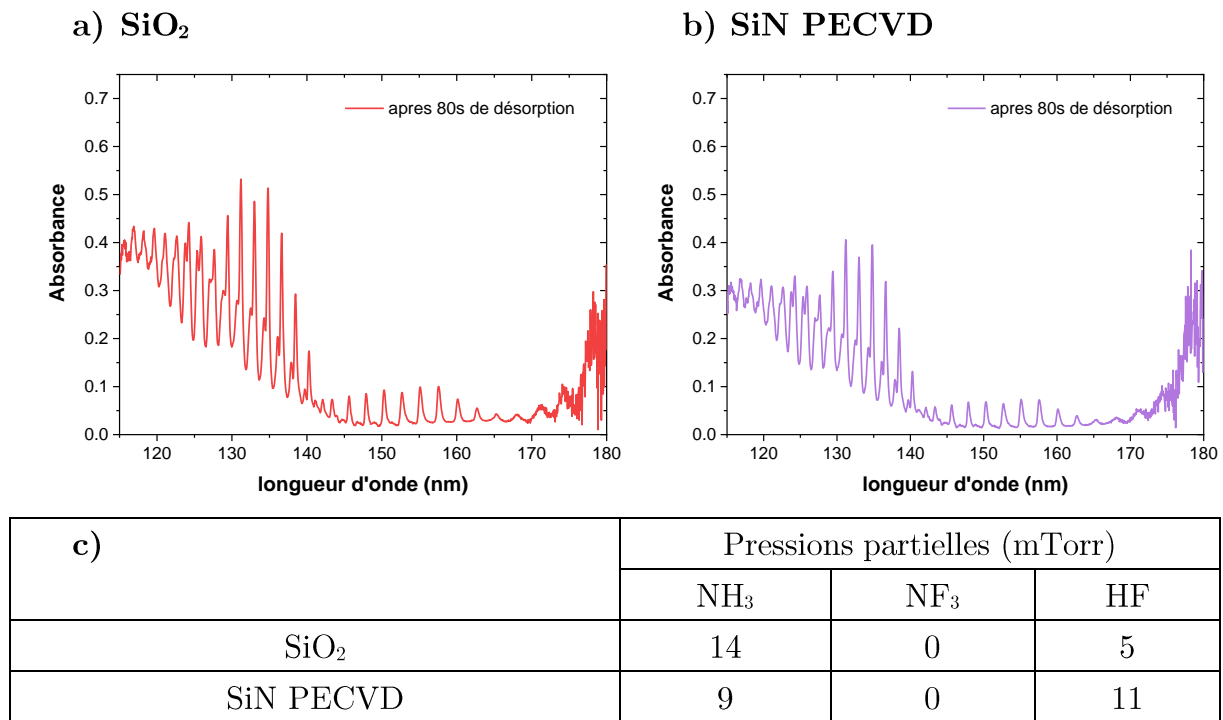 a) SiO₂
b) SiN PECVD
apres 80s de désorption
0.7
0.6
0.5
0.4
0.3
0.2
0.1
0.0
Absorbance
120 130 140 150 160 170 180
longueur d'onde (nm)
apres 80s de désorption
0.7
0.6
0.5
0.4
0.3
0.2
0.1
0.0
Absorbance
120 130 140 150 160 170 180
longueur d'onde (nm)
c) Pressions partielles (mTorr)
NH₃ NF₃ HF
SiO₂ 14 0 5
SiN PECVD 9 0 11